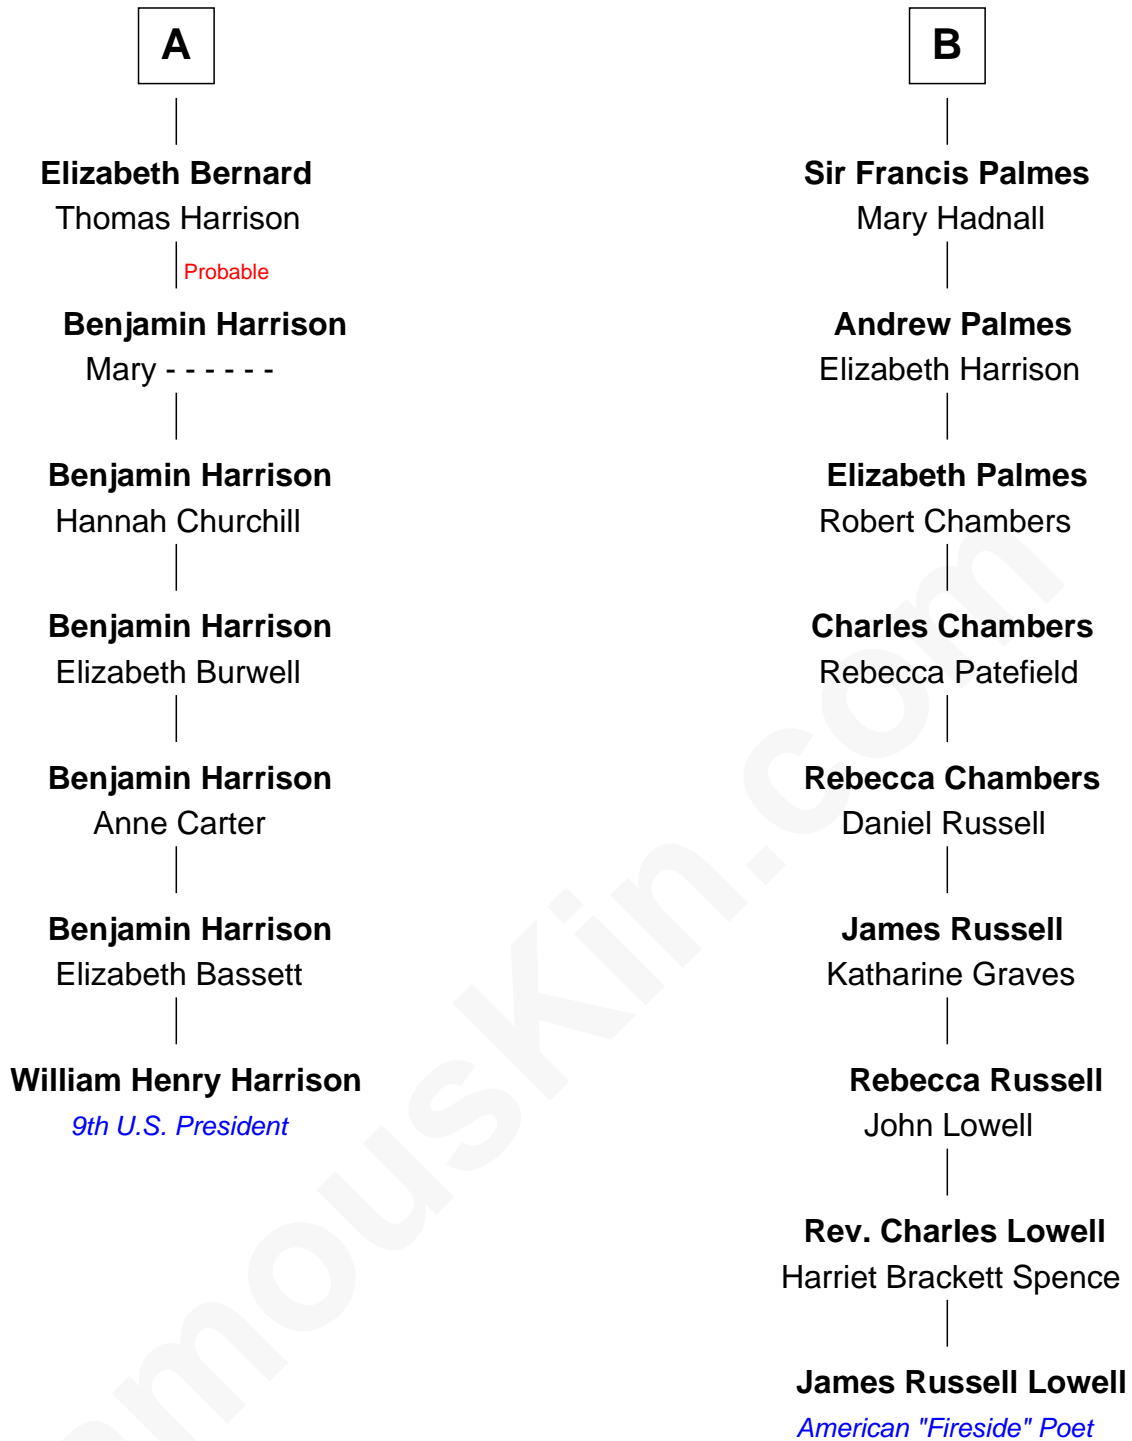 A
Elizabeth Bernard
Thomas Harrison
Probable
Benjamin Harrison
Mary - - - - - -
Benjamin Harrison
Hannah Churchill
Benjamin Harrison
Elizabeth Burwell
Benjamin Harrison
Anne Carter
Benjamin Harrison
Elizabeth Bassett
William Henry Harrison
9th U.S. President
B
Sir Francis Palmes
Mary Hadnall
Andrew Palmes
Elizabeth Harrison
Elizabeth Palmes
Robert Chambers
Charles Chambers
Rebecca Patefield
Rebecca Chambers
Daniel Russell
James Russell
Katharine Graves
Rebecca Russell
John Lowell
Rev. Charles Lowell
Harriet Brackett Spence
James Russell Lowell
American "Fireside" Poet
amouskin.com